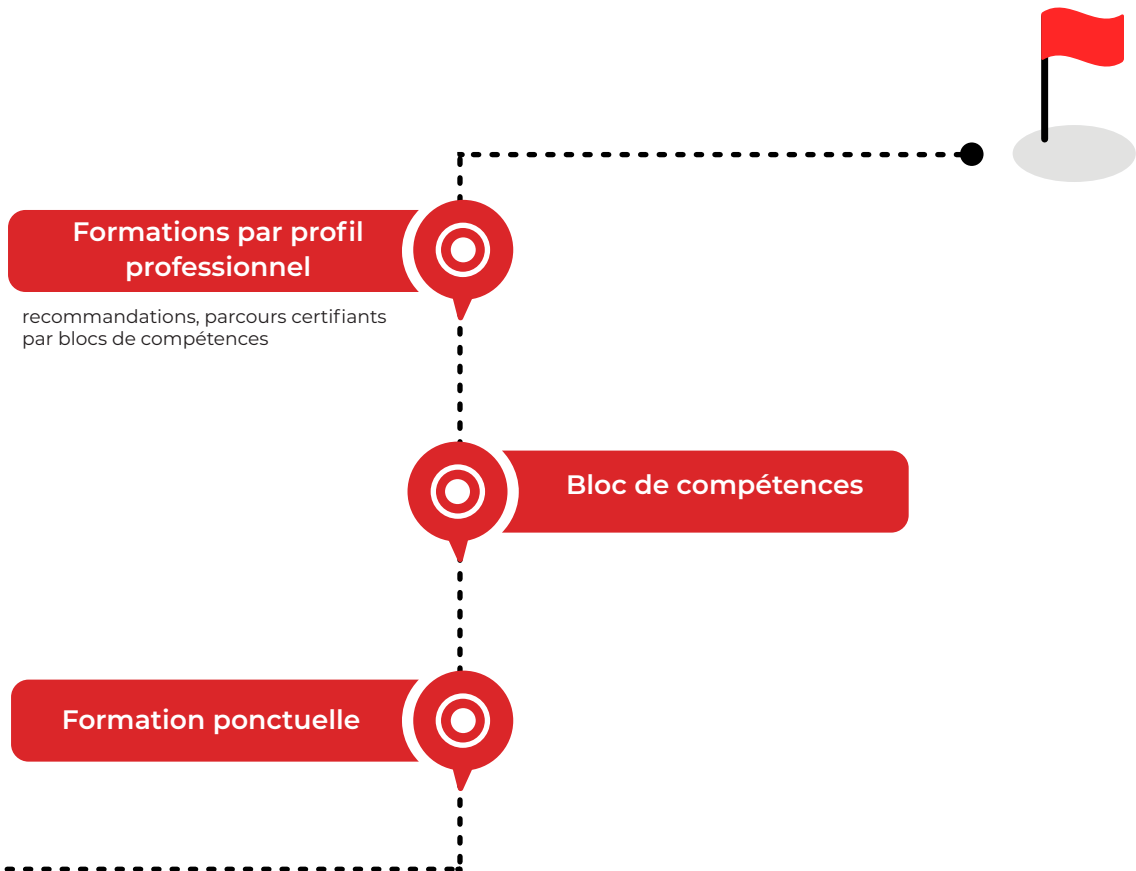 Formations par profil
professionnel
recommandations, parcours certifiants
par blocs de compétences
Bloc de compétences
Formation ponctuelle